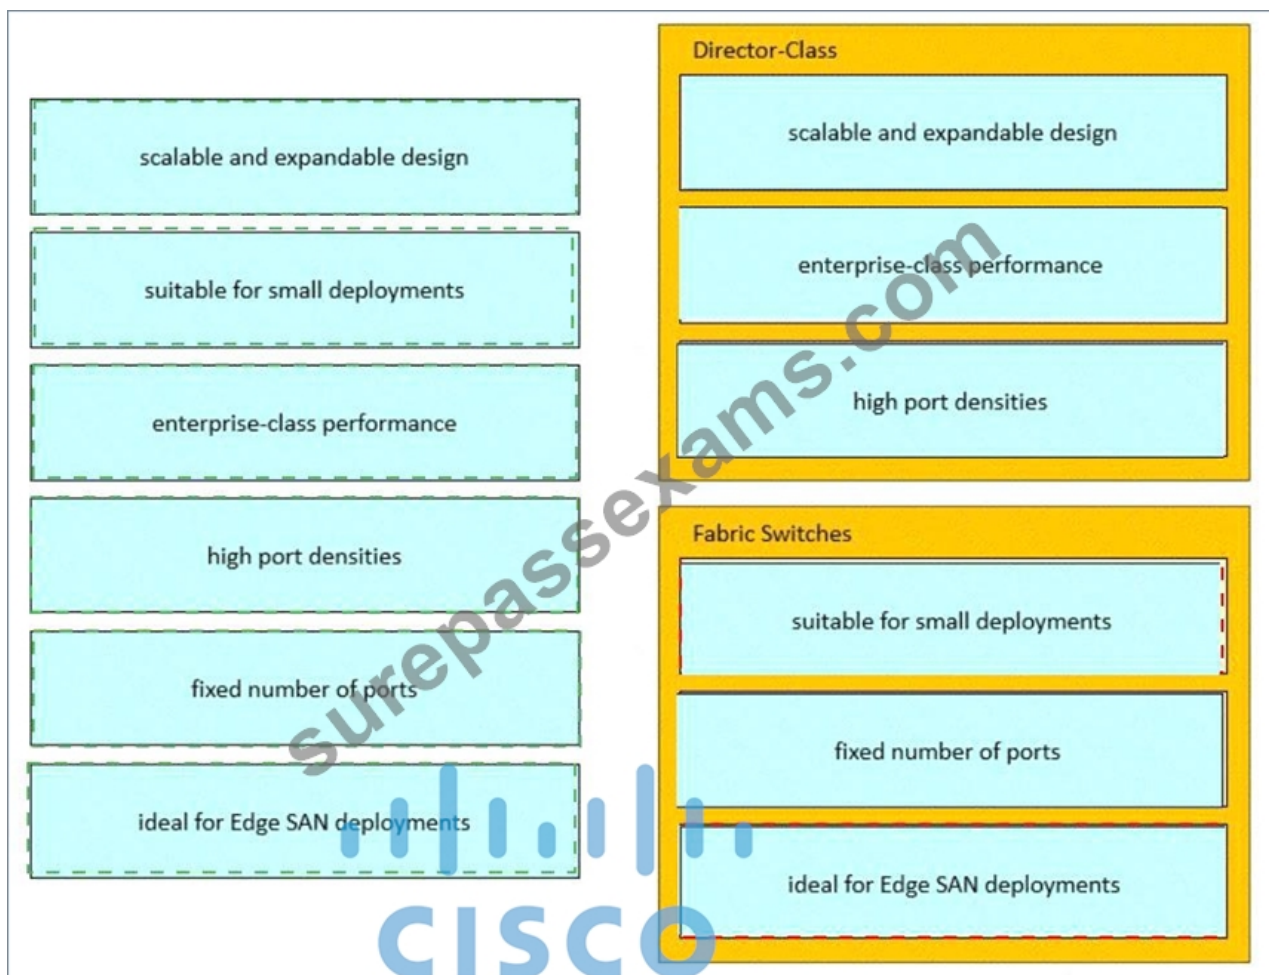 scalable and expandable design
suitable for small deployments
enterprise-class performance
high port densities
fixed number of ports
ideal for Edge SAN deployments
Director-Class
scalable and expandable design
enterprise-class performance
high port densities
Fabric Switches
suitable for small deployments
fixed number of ports
ideal for Edge SAN deployments
surepassexams.com
CISCO